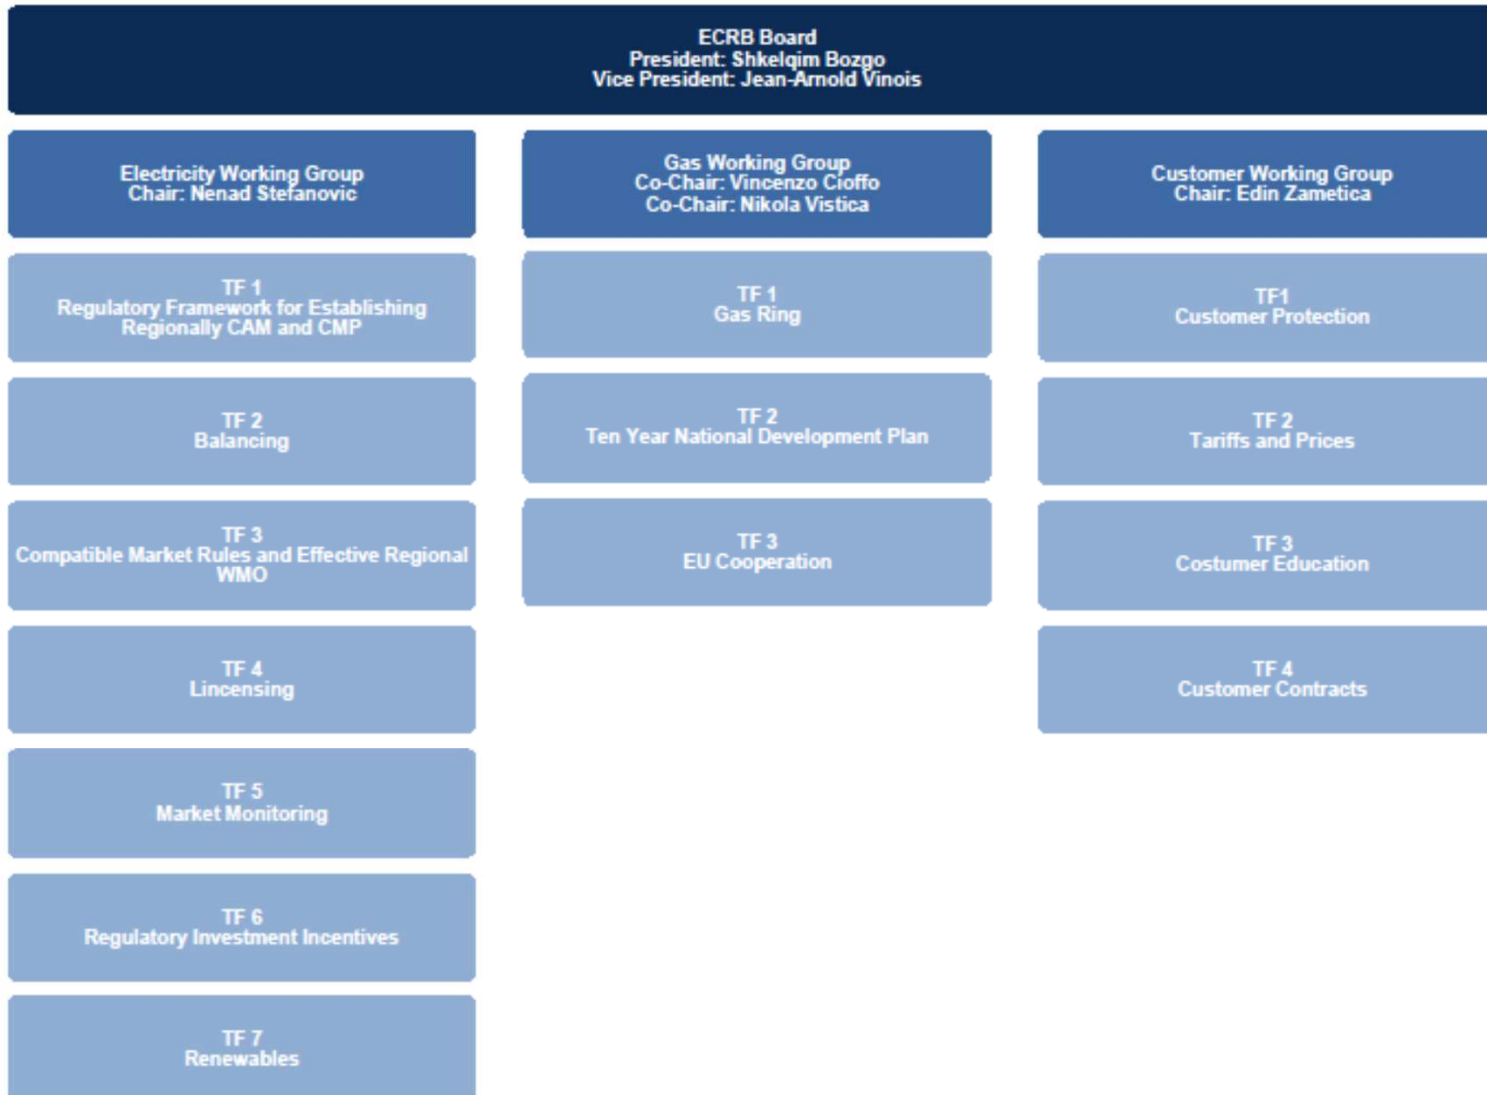 ECRB Board
President: Shkelqim Bozgo
Vice President: Jean-Arnold Vinois
Electricity Working Group
Chair: Nenad Stefanovic
TF 1
Regulatory Framework for Establishing
Regionally CAM and CMP
TF 2
Balancing
TF 3
Compatible Market Rules and Effective Regional
WMO
TF 4
Lincensing
TF 5
Market Monitoring
TF 6
Regulatory Investment Incentives
TF 7
Renewables
Gas Working Group
Co-Chair: Vincenzo Cioffo
Co-Chair: Nikola Vistica
TF 1
Gas Ring
TF 2
Ten Year National Development Plan
TF 3
EU Cooperation
Customer Working Group
Chair: Edin Zametica
TF1
Customer Protection
TF 2
Tariffs and Prices
TF 3
Costumer Education
TF 4
Customer Contracts